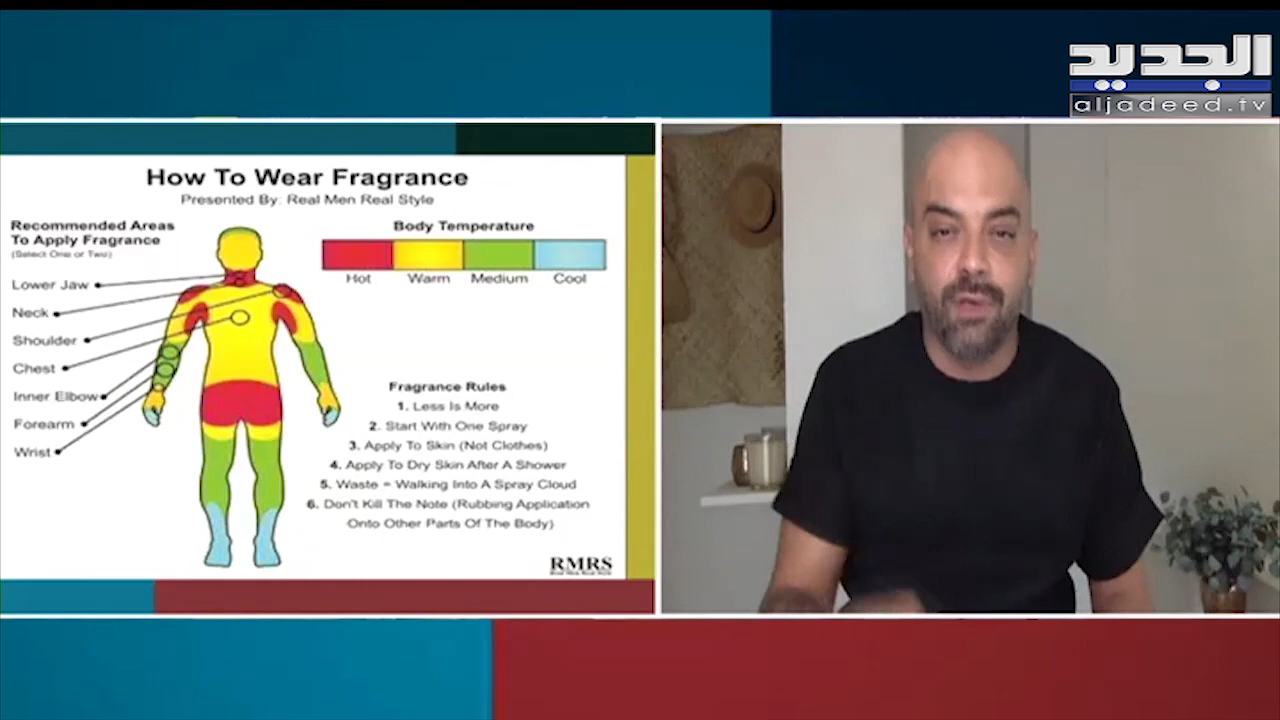 الجديد
aljadeed.tv
How To Wear Fragrance
Presented By: Real Men Real Style
Recommended Areas
To Apply Fragrance
(Select One or Two)
Lower Jaw
Neck
Shoulder
Chest
Inner Elbow
Forearm
Wrist
Body Temperature
Hot Warm Medium Cool
Fragrance Rules
1. Less Is More
2. Start With One Spray
3. Apply To Skin (Not Clothes)
4. Apply To Dry Skin After A Shower
5. Waste = Walking Into A Spray Cloud
6. Don't Kill The Note (Rubbing Application
Onto Other Parts Of The Body)
RMRS
Real Men Real Style